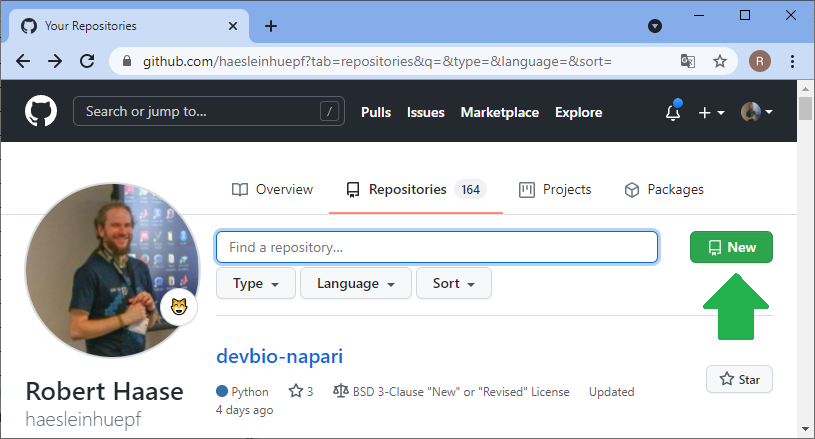 Your Repositories
github.com/haesleinhuepf?tab=repositories&q=&type=&language=&sort=
R
Search or jump to...
/
Pulls
Issues
Marketplace
Explore
Overview
Repositories 164
Projects
Packages
Find a repository...
New
Type
Language
Sort
devbio-napari
Star
Python
3
BSD 3-Clause "New" or "Revised" License
Updated
4 days ago
Robert Haase
haesleinhuepf